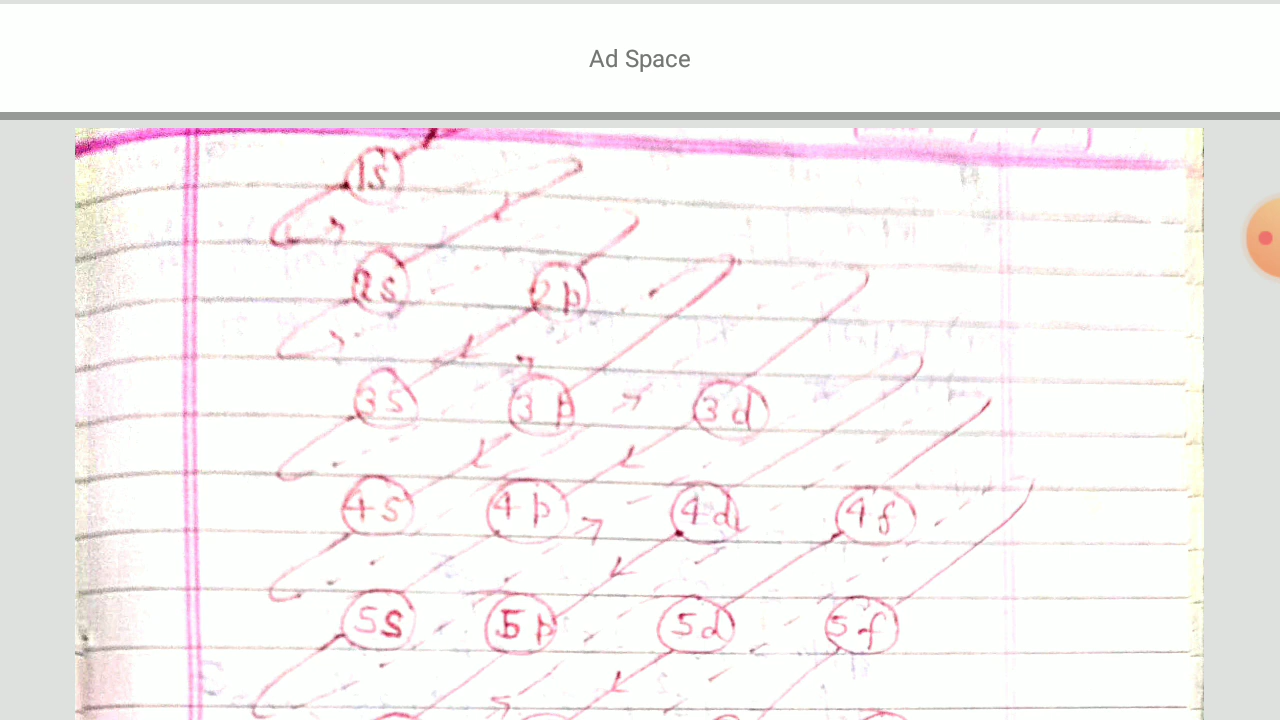 Ad Space
1s
2s 2p
3s 3p 3d
4s 4p 4d 4f
5s 5p 5d 5f